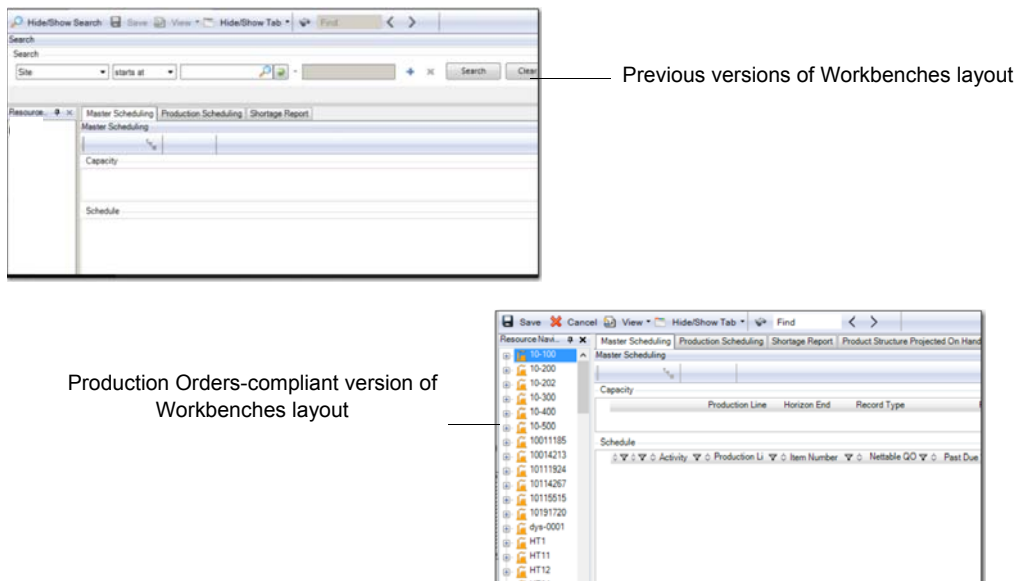 Hide/Show Search Save View Hide/Show Tab Find
Search
Search
Site starts at - Search Clear
Previous versions of Workbenches layout
Resource.. Master Scheduling Production Scheduling Shortage Report
Master Scheduling
Capacity
Schedule
Save Cancel View Hide/Show Tab Find
Resource Navi... Master Scheduling Production Scheduling Shortage Report Product Structure Projected On Hand
Master Scheduling
10-100
10-200
10-202
10-300
10-400
10-500
10011185
10014213
10111924
10114267
10115515
10191720
dys-0001
HT1
HT11
HT12
Capacity
Production Line Horizon End Record Type
Schedule
Activity Production Li Item Number Nettable QO Past Due
Production Orders-compliant version of
Workbenches layout